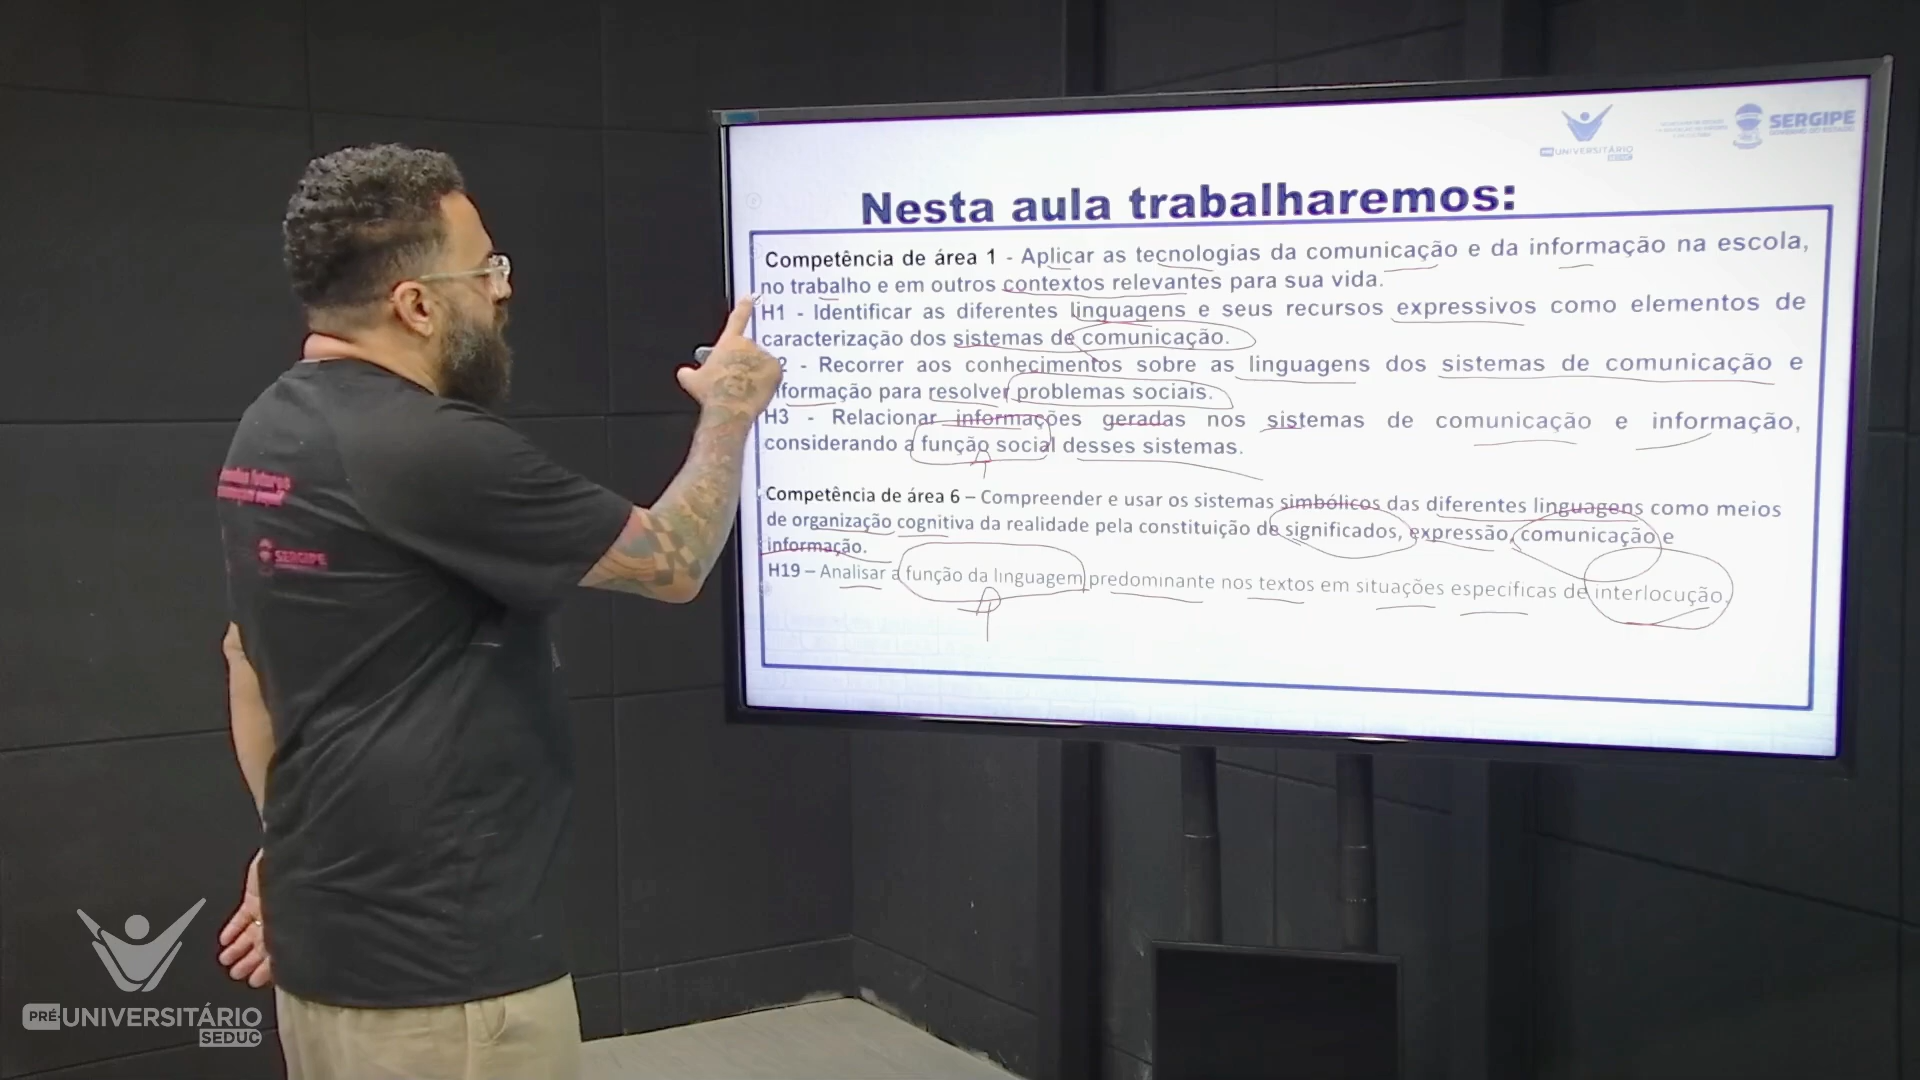 UNIVERSITÁRIO
SEDUC
SERGIPE
GOVERNO DO ESTADO
Nesta aula trabalharemos:
Competência de área 1 - Aplicar as tecnologias da comunicação e da informação na escola,
no trabalho e em outros contextos relevantes para sua vida.
H1 - Identificar as diferentes linguagens e seus recursos expressivos como elementos de
caracterização dos sistemas de comunicação.
2 - Recorrer aos conhecimentos sobre as linguagens dos sistemas de comunicação e
informação para resolver problemas sociais.
H3 - Relacionar informações geradas nos sistemas de comunicação e informação,
considerando a função social desses sistemas.
Competência de área 6 – Compreender e usar os sistemas simbólicos das diferentes linguagens como meios
de organização cognitiva da realidade pela constituição de significados, expressão, comunicação e
informação.
H19 – Analisar a função da linguagem predominante nos textos em situações específicas de interlocução.
SERGIPE
PRÉ-UNIVERSITÁRIO
SEDUC